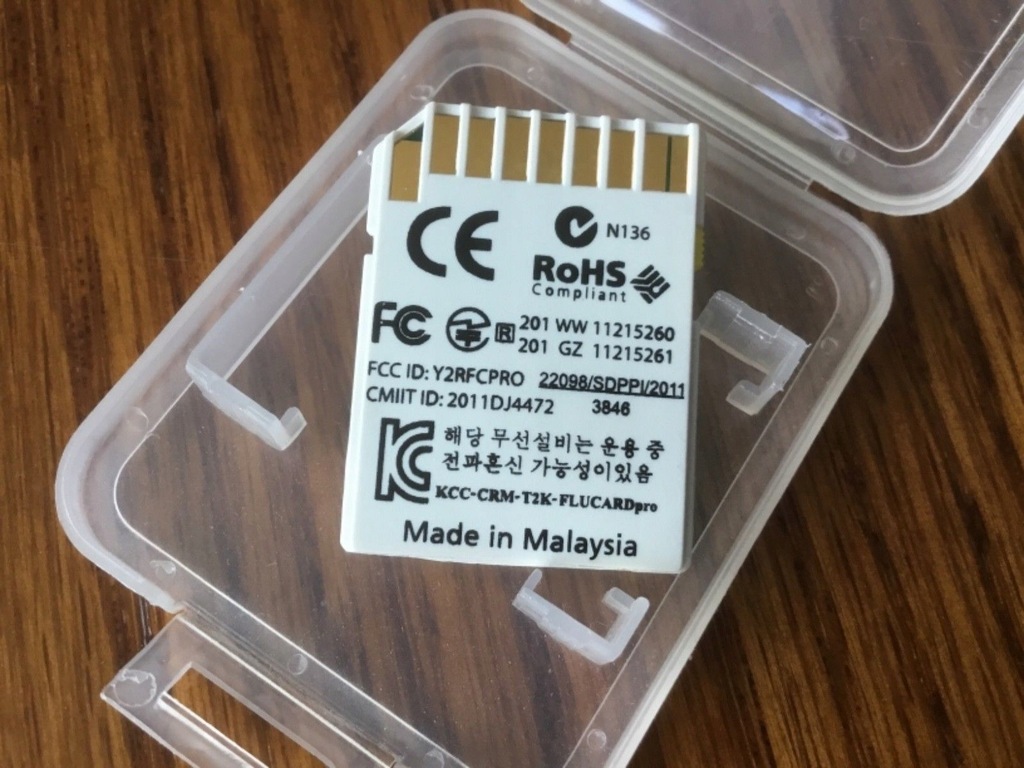 CE
N136
RoHS
Compliant
FC
R
201 WW 11215260
201 GZ 11215261
FCC ID: Y2RFCPRO
22098/SDPPI/2011
CMIIT ID: 2011DJ4472
3846
KC
해당 무선설비는 운용 중
전파혼신 가능성이있음
KCC-CRM-T2K-FLUCARDpro
Made in Malaysia